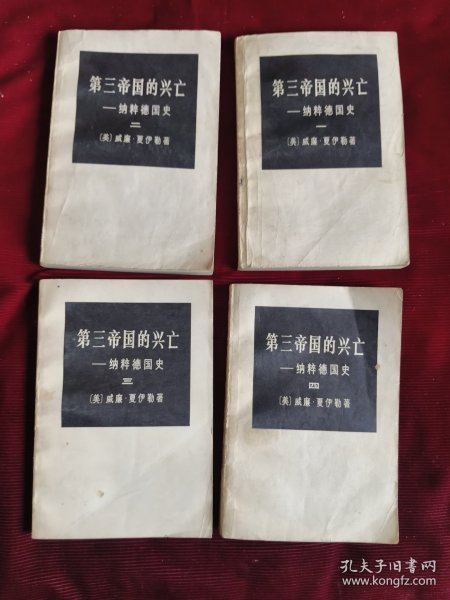 第三帝国的兴亡
—纳粹德国史
二
〔美〕威廉·夏伊勒著
第三帝国的兴亡
—纳粹德国史
一
〔美〕威廉·夏伊勒著
第三帝国的兴亡
—纳粹德国史
三
〔美〕威廉·夏伊勒著
第三帝国的兴亡
—纳粹德国史
四
〔美〕威廉·夏伊勒著
孔夫子旧书网
www.kongfz.com